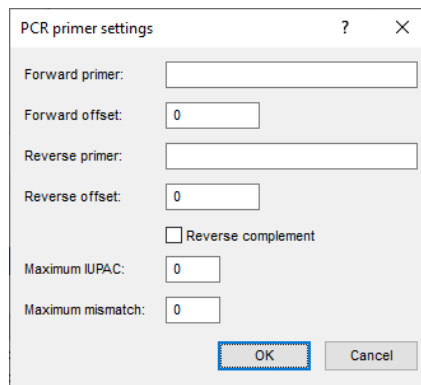 PCR primer settings ?
Forward primer:
Forward offset: 0
Reverse primer:
Reverse offset: 0
Reverse complement
Maximum IUPAC: 0
Maximum mismatch: 0
OK Cancel